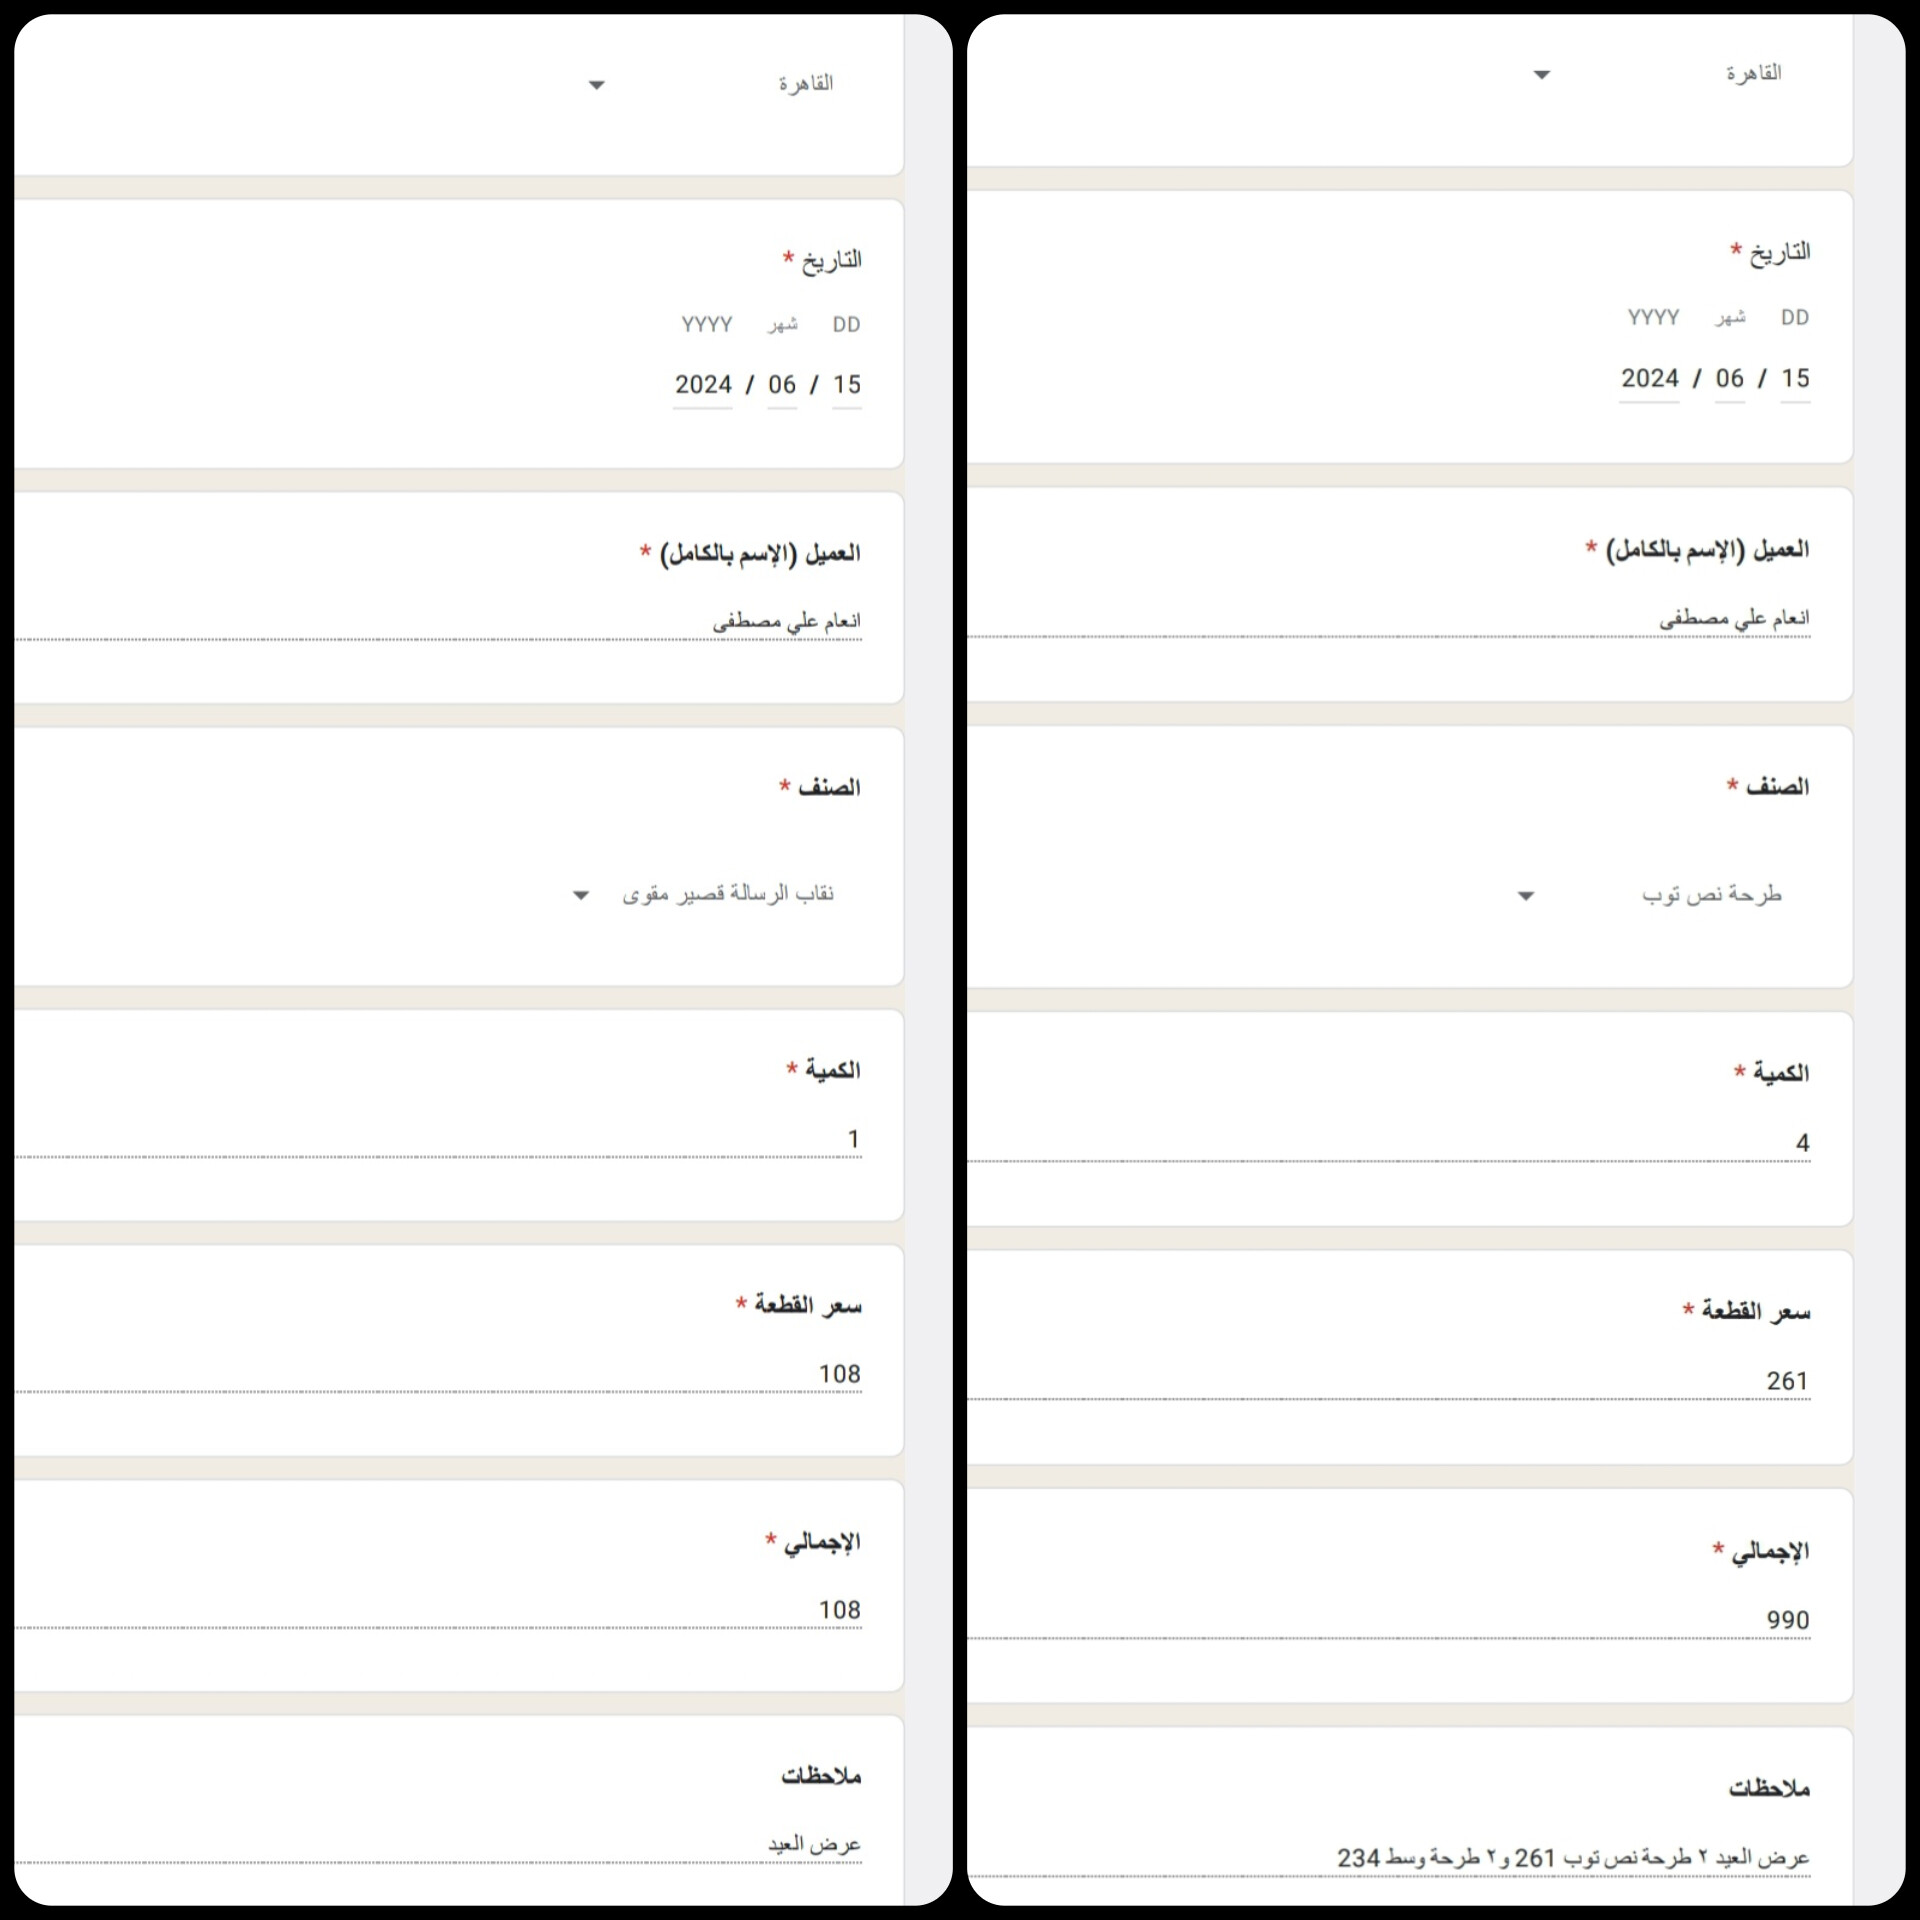 القاهرة
التاريخ *
DD شهر YYYY
15 / 06 / 2024
العميل (الإسم بالكامل) *
انعام علي مصطفى
الصنف *
طرحة نص توب
الكمية *
4
سعر القطعة *
261
الإجمالي *
990
ملاحظات
عرض العيد ٢ طرحة نص توب 261 و٢ طرحة وسط 234
القاهرة
التاريخ *
DD شهر YYYY
15 / 06 / 2024
العميل (الإسم بالكامل) *
انعام علي مصطفى
الصنف *
نقاب الرسالة قصير مقوى
الكمية *
1
سعر القطعة *
108
الإجمالي *
108
ملاحظات
عرض العيد